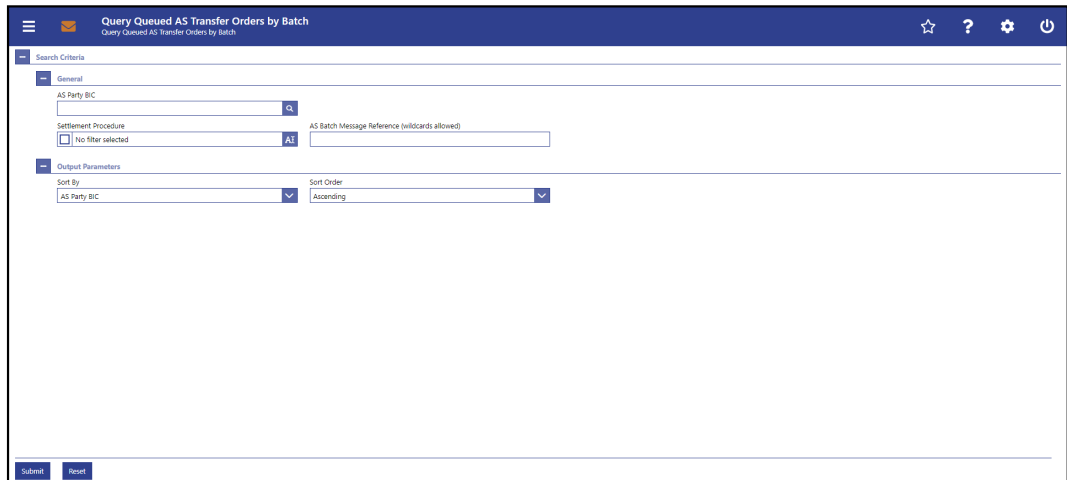 Query Queued AS Transfer Orders by Batch
Query Queued AS Transfer Orders by Batch
Search Criteria
General
AS Party BIC
Settlement Procedure
AS Batch Message Reference (wildcards allowed)
No filter selected
Output Parameters
Sort By
Sort Order
AS Party BIC
Ascending
Submit
Reset